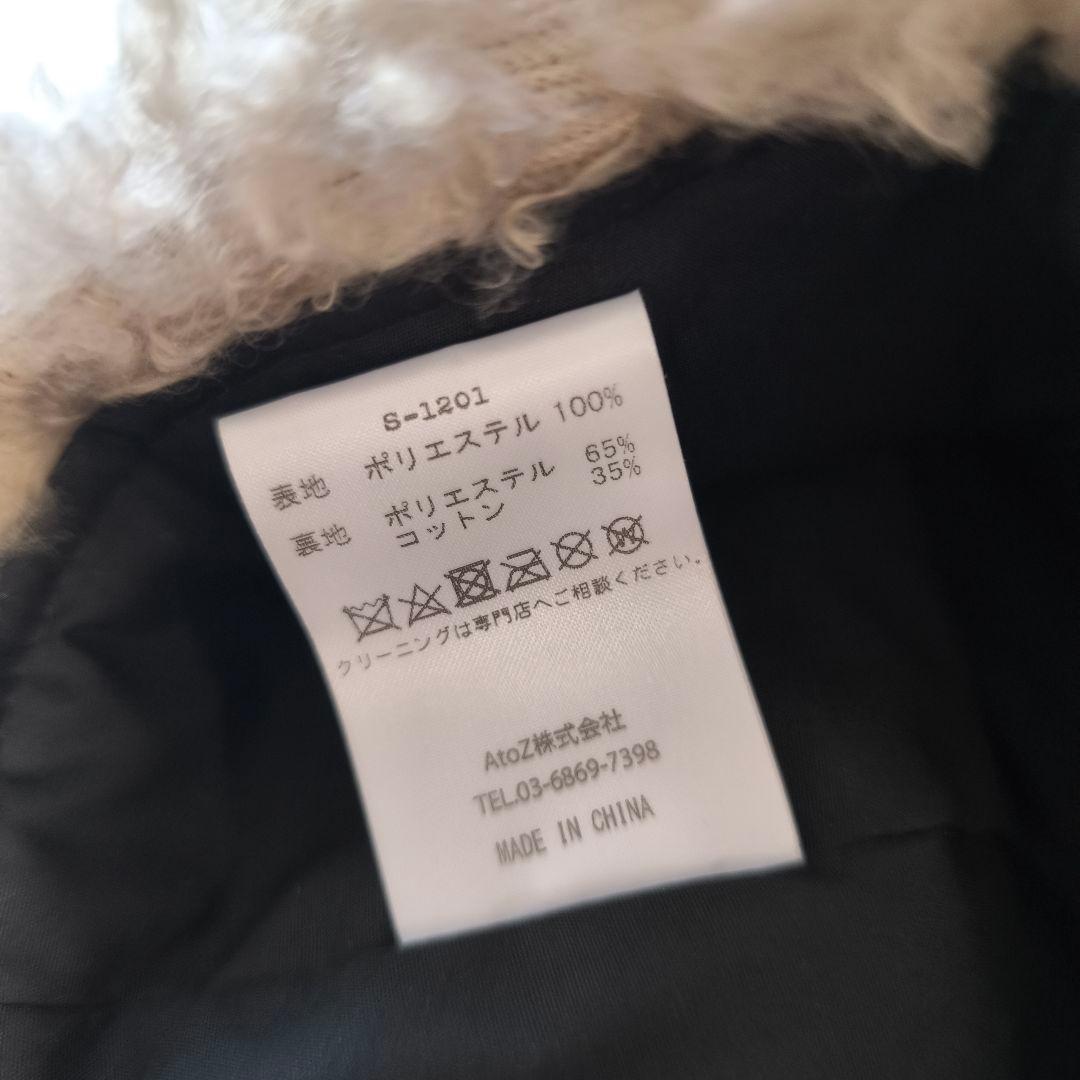 S-1201
表地 ポリエステル 100%
裏地 ポリエステル 65%
コットン 35%
クリーニングは専門店へご相談ください。
AtoZ株式会社
TEL.03-6869-7398
MADE IN CHINA